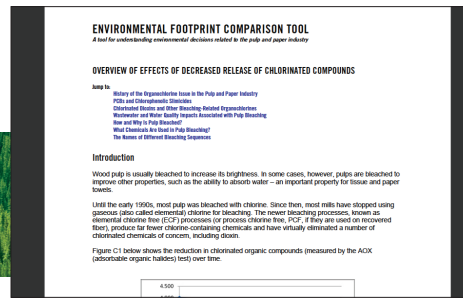 ENVIRONMENTAL FOOTPRINT COMPARISON TOOL
A tool for understanding environmental decisions related to the pulp and paper industry
OVERVIEW OF EFFECTS OF DECREASED RELEASE OF CHLORINATED COMPOUNDS
Jump to:
History of the Organochlorine Issue in the Pulp and Paper Industry
PCBs and Chlorophenolic Slimicides
Chlorinated Dioxins and Other Bleaching-Related Organochlorines
Wastewater and Water Quality Impacts Associated with Pulp Bleaching
How and Why is Pulp Bleached?
What Chemicals Are Used in Pulp Bleaching?
The Names of Different Bleaching Sequences
Introduction
Wood pulp is usually bleached to increase its brightness. In some cases, however, pulps are bleached to
improve other properties, such as the ability to absorb water – an important property for tissue and paper
towels.
Until the early 1990s, most pulp was bleached with chlorine. Since then, most mills have stopped using
gaseous (also called elemental) chlorine for bleaching. The newer bleaching processes, known as
elemental chlorine free (ECF) processes (or process chlorine free, PCF, if they are used on recovered
fiber), produce far fewer chlorine-containing chemicals and have virtually eliminated a number of
chlorinated chemicals of concern, including dioxin.
Figure C1 below shows the reduction in chlorinated organic compounds (measured by the AOX
(adsorbable organic halides) test) over time.
4.500